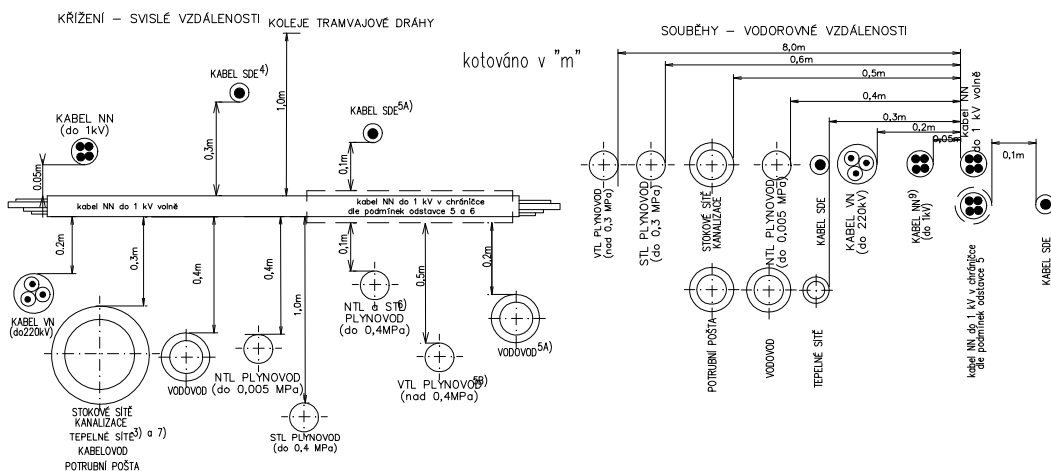 KŘÍŽENÍ – SVISLÉ VZDÁLENOSTI
KOLEJE TRAMVAJOVÉ DRÁHY
kotováno v "m"
KABEL SDE4)
1,0m
KABEL NN
(do 1kV)
0,3m
KABEL SDE5A)
0,05m
0,1m
kabel NN do 1 kV volně
kabel NN do 1 kV v chráničce
dle podmínek odstavce 5 a 6
0,2m
0,3m
0,4m
0,4m
1,0m
0,1m
0,5m
0,2m
KABEL VN
(do220kV)
NTL a STL6)
PLYNOVOD
(do 0,4MPa)
VODOVOD5A)
VODOVOD
NTL PLYNOVOD
(do 0,005 MPa)
VTL PLYNOVOD5B)
(nad 0,4MPa)
STOKOVÉ SÍTĚ
KANALIZACE
TEPELNÉ SÍTĚ3) a 7)
KABELOVOD
POTRUBNÍ POŠTA
STL PLYNOVOD
(do 0,4 MPa)
SOUBĚHY – VODOROVNÉ VZDÁLENOSTI
8,0m
0,6m
0,5m
0,4m
0,3m
0,2m
0,05m
kabel NN
do 1 kV volně
0,1m
VTL PLYNOVOD
(nad 0,3 MPa)
STL PLYNOVOD
(do 0,3 MPa)
STOKOVÉ SÍTĚ
KANALIZACE
NTL PLYNOVOD
(do 0,005 MPa)
KABEL SDE
KABEL VN
(do 220kV)
KABEL NN9)
(do 1kV)
kabel NN do 1 kV v chráničce
dle podmínek odstavce 5
KABEL SDE
POTRUBNÍ POŠTA
VODOVOD
TEPELNÉ SÍTĚ